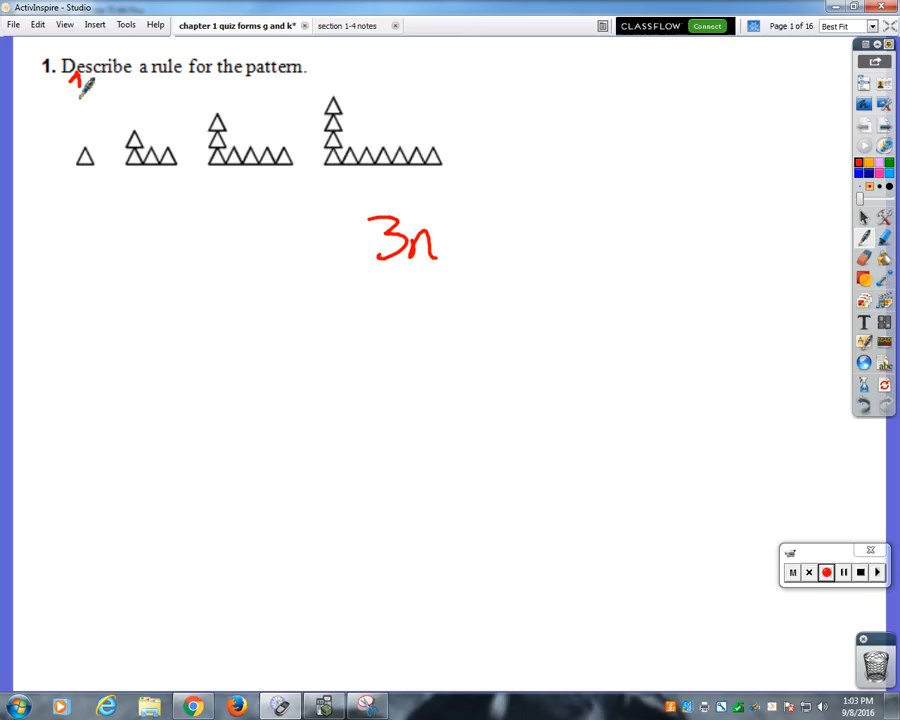 ActivInspire - Studio
File Edit View Insert Tools Help
chapter 1 quiz forms g and k*
section 1-4 notes
CLASSFLOW Connect
Page 1 of 16
Best Fit
1. Describe a rule for the pattern.
3n
T
abc
M
1:03 PM
9/8/2016